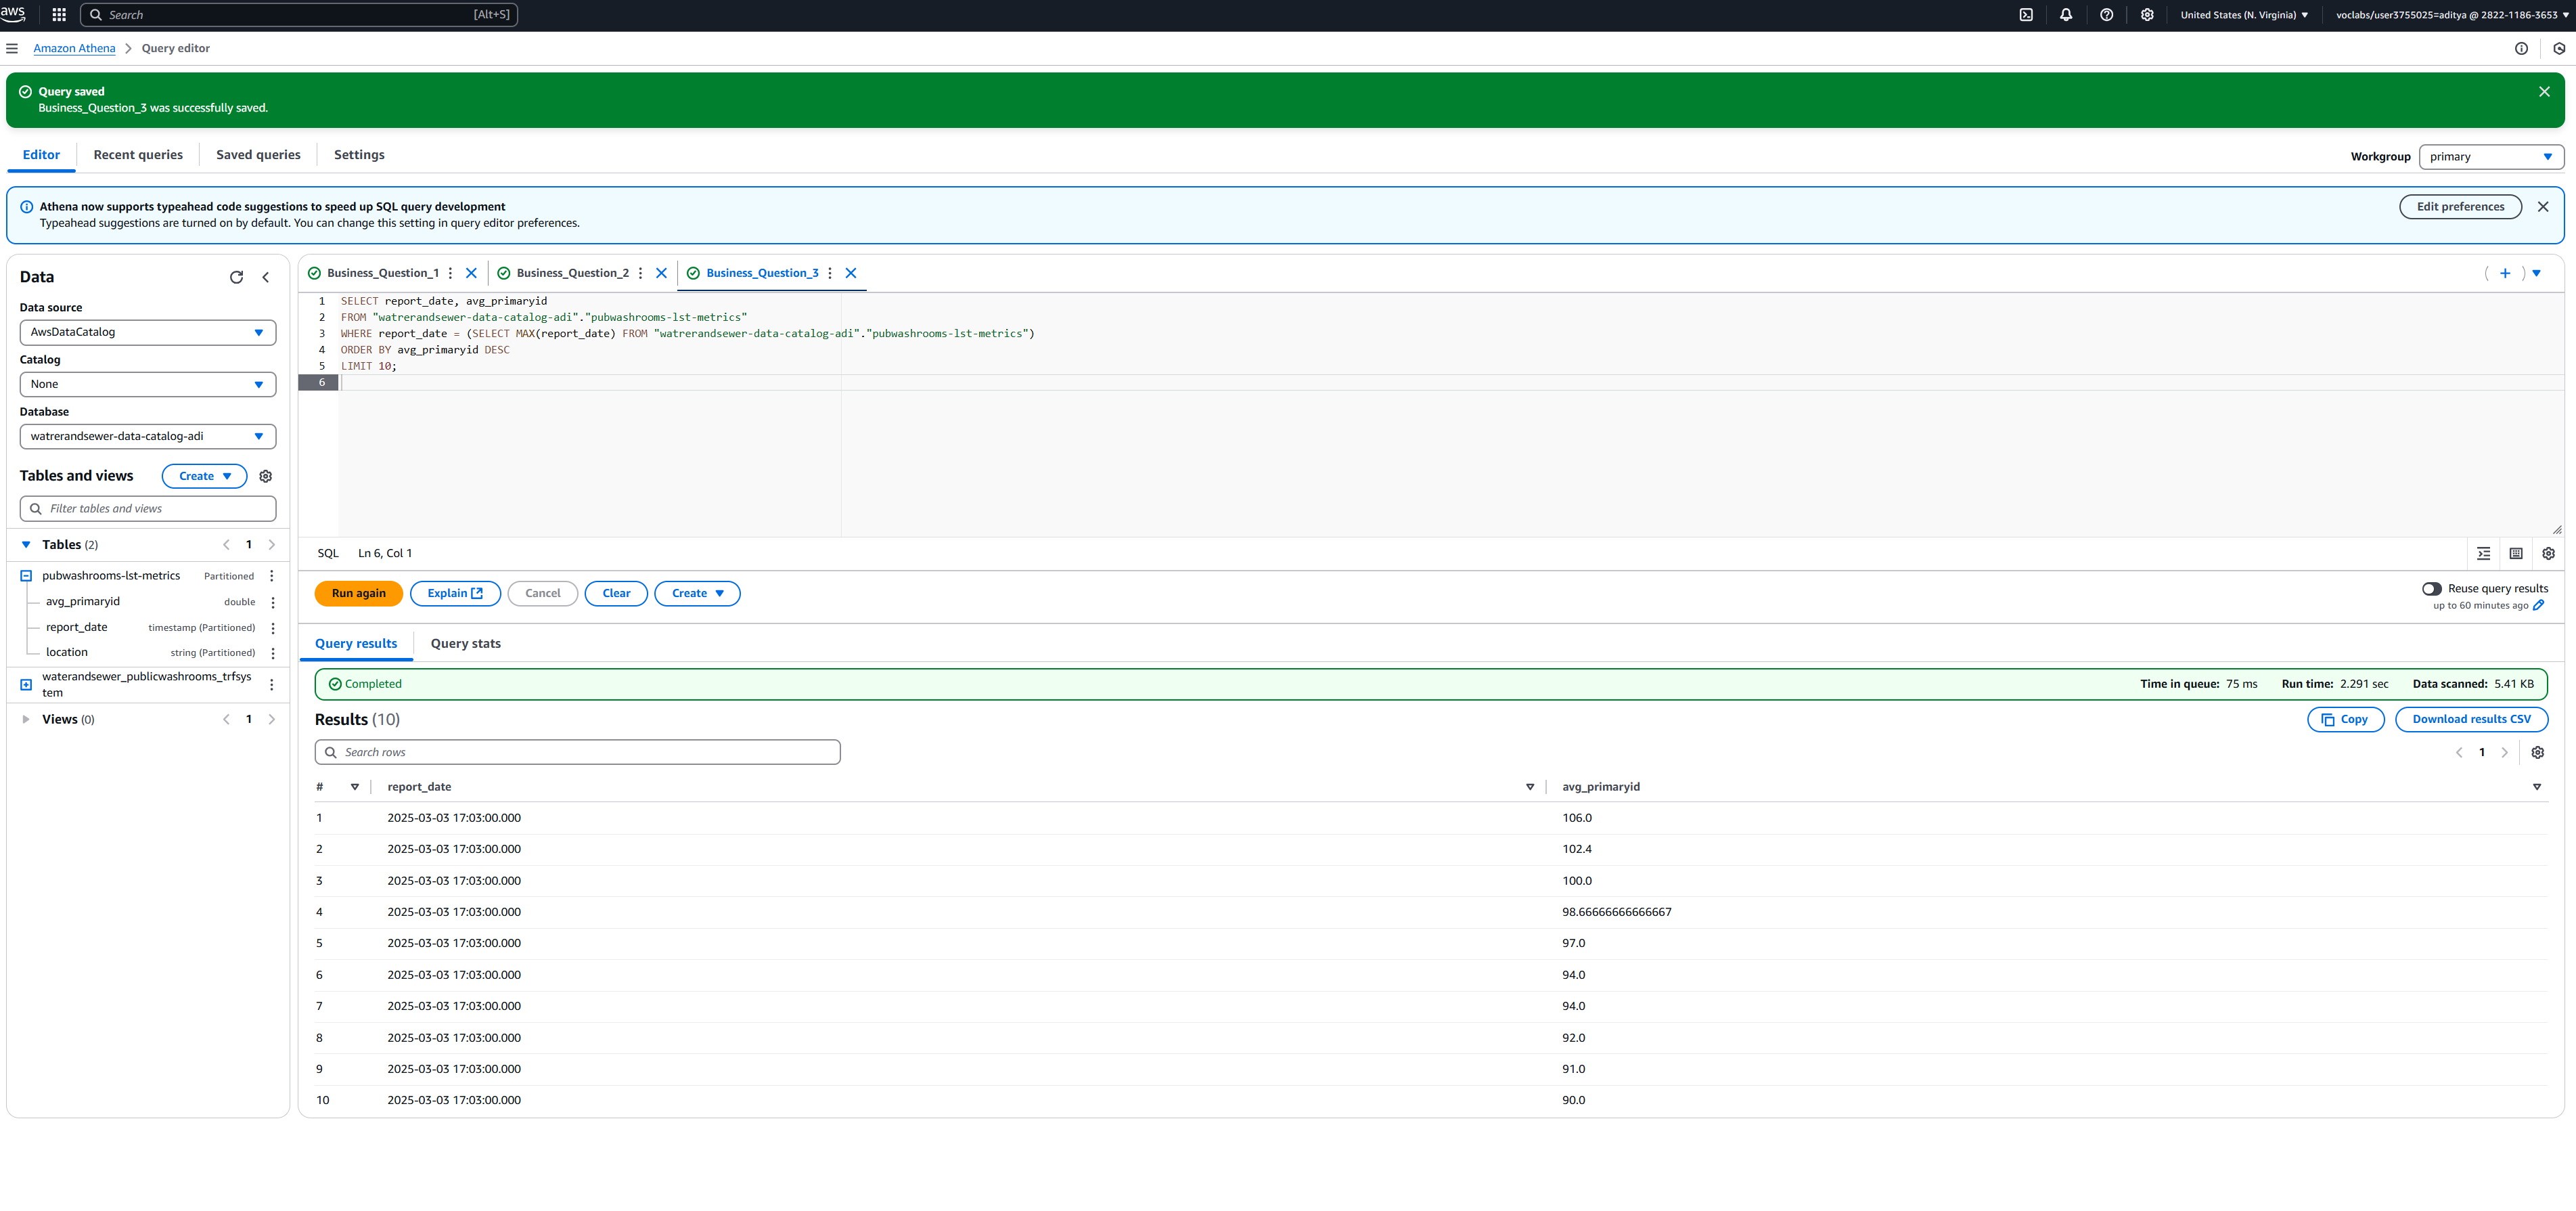 aws Search [Alt+S] United States (N. Virginia) voclabs/user3755025=aditya @ 2822-1186-3653
Amazon Athena Query editor
Query saved
Business_Question_3 was successfully saved.
Editor Recent queries Saved queries Settings Workgroup primary
Athena now supports typeahead code suggestions to speed up SQL query development
Typeahead suggestions are turned on by default. You can change this setting in query editor preferences.
Edit preferences
Data
Data source
AwsDataCatalog
Catalog
None
Database
watrerandsewer-data-catalog-adi
Tables and views Create
Filter tables and views
Tables (2) 1
pubwashrooms-lst-metrics Partitioned
avg_primaryid double
report_date timestamp (Partitioned)
location string (Partitioned)
waterandsewer_publicwashrooms_trfsys
tem
Views (0) 1
Business_Question_1 Business_Question_2 Business_Question_3
1 SELECT report_date, avg_primaryid
2 FROM "watrerandsewer-data-catalog-adi"."pubwashrooms-lst-metrics"
3 WHERE report_date = (SELECT MAX(report_date) FROM "watrerandsewer-data-catalog-adi"."pubwashrooms-lst-metrics")
4 ORDER BY avg_primaryid DESC
5 LIMIT 10;
6
SQL Ln 6, Col 1
Run again Explain Cancel Clear Create
Reuse query results
up to 60 minutes ago
Query results Query stats
Completed Time in queue: 75 ms Run time: 2.291 sec Data scanned: 5.41 KB
Results (10) Copy Download results CSV
Search rows 1
# report_date avg_primaryid
1 2025-03-03 17:03:00.000 106.0
2 2025-03-03 17:03:00.000 102.4
3 2025-03-03 17:03:00.000 100.0
4 2025-03-03 17:03:00.000 98.66666666666667
5 2025-03-03 17:03:00.000 97.0
6 2025-03-03 17:03:00.000 94.0
7 2025-03-03 17:03:00.000 94.0
8 2025-03-03 17:03:00.000 92.0
9 2025-03-03 17:03:00.000 91.0
10 2025-03-03 17:03:00.000 90.0